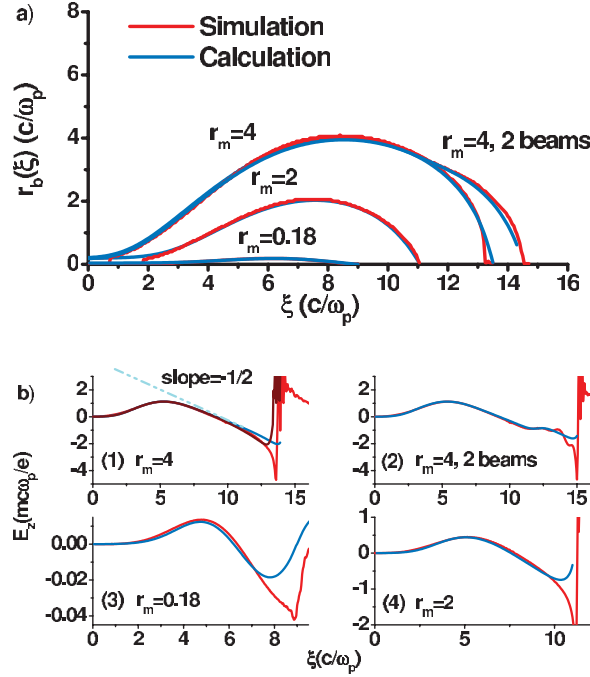 a)
Simulation
Calculation
r_b(ξ) (c/ω_p)
8
6
4
2
0
r_m=4
r_m=4, 2 beams
r_m=2
r_m=0.18
0 2 4 6 8 10 12 14 16
ξ (c/ω_p)
b)
E_z(mcω_p/e)
slope=-1/2
2
0
-2
-4
(1) r_m=4
0 5 10 15
2
0
-2
-4
(2) r_m=4, 2 beams
0 5 10 15
0.00
-0.02
-0.04
(3) r_m=0.18
0 2 4 6 8
1
0
-1
-2
(4) r_m=2
0 5 10
ξ(c/ω_p)